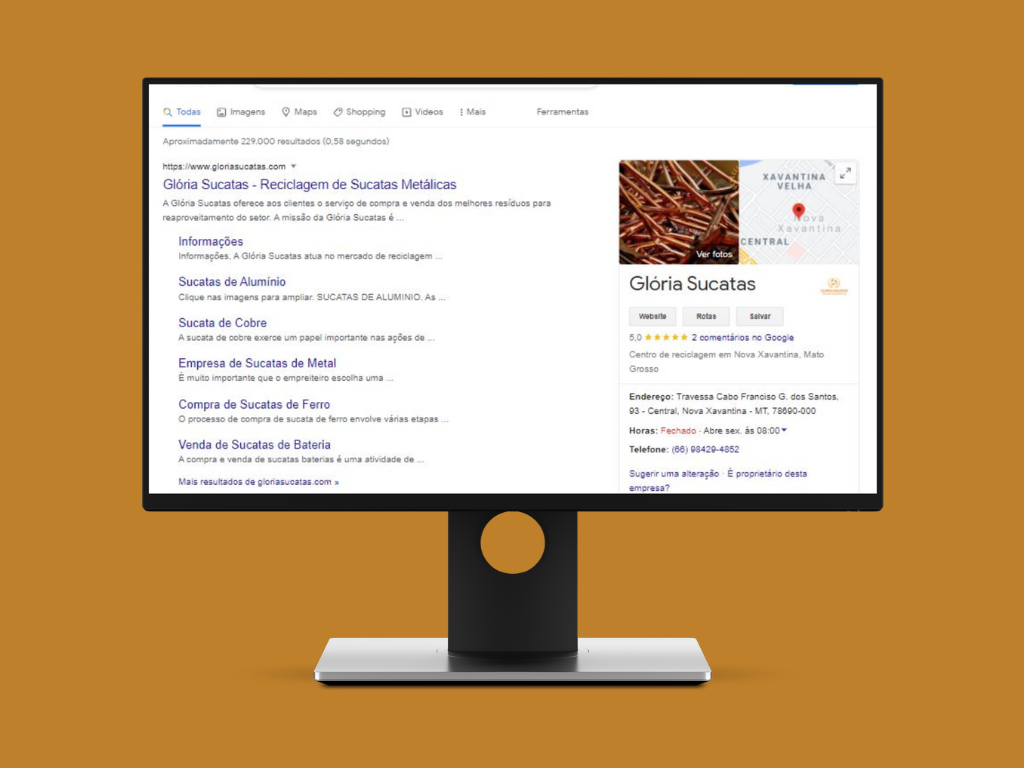 Todas
Imagens
Maps
Shopping
Vídeos
Mais
Ferramentas
Aproximadamente 229.000 resultados (0,58 segundos)
https://www.gloriasucatas.com
Glória Sucatas - Reciclagem de Sucatas Metálicas
A Glória Sucatas oferece aos clientes o serviço de compra e venda dos melhores resíduos para
reaproveitamento do setor. A missão da Glória Sucatas é ...
Informações
Informações. A Glória Sucatas atua no mercado de reciclagem ...
Sucatas de Alumínio
Clique nas imagens para ampliar. SUCATAS DE ALUMINIO. As ...
Sucata de Cobre
A sucata de cobre exerce um papel importante nas ações de ...
Empresa de Sucatas de Metal
É muito importante que o empreiteiro escolha uma ...
Compra de Sucatas de Ferro
O processo de compra de sucata de ferro envolve várias etapas ...
Venda de Sucatas de Bateria
A compra e venda de sucatas baterias é uma atividade de ...
Mais resultados de gloriasucatas.com »
Ver fotos
XAVANTINA
VELHA
Nova
Xavantina
CENTRAL
Glória Sucatas
Website
Rotas
Salvar
5,0 ★★★★★ 2 comentários no Google
Centro de reciclagem em Nova Xavantina, Mato
Grosso
Endereço: Travessa Cabo Franciso G. dos Santos,
93 - Central, Nova Xavantina - MT, 78690-000
Horas: Fechado · Abre sex. às 08:00
Telefone: (66) 98429-4852
Sugerir uma alteração · É proprietário desta
empresa?